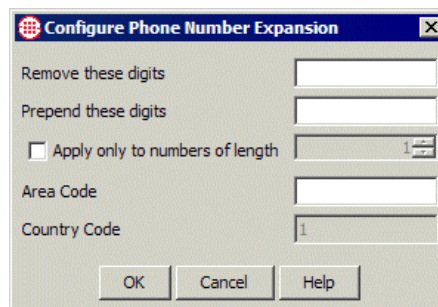 Configure Phone Number Expansion
Remove these digits
Prepend these digits
Apply only to numbers of length 1
Area Code
Country Code 1
OK Cancel Help